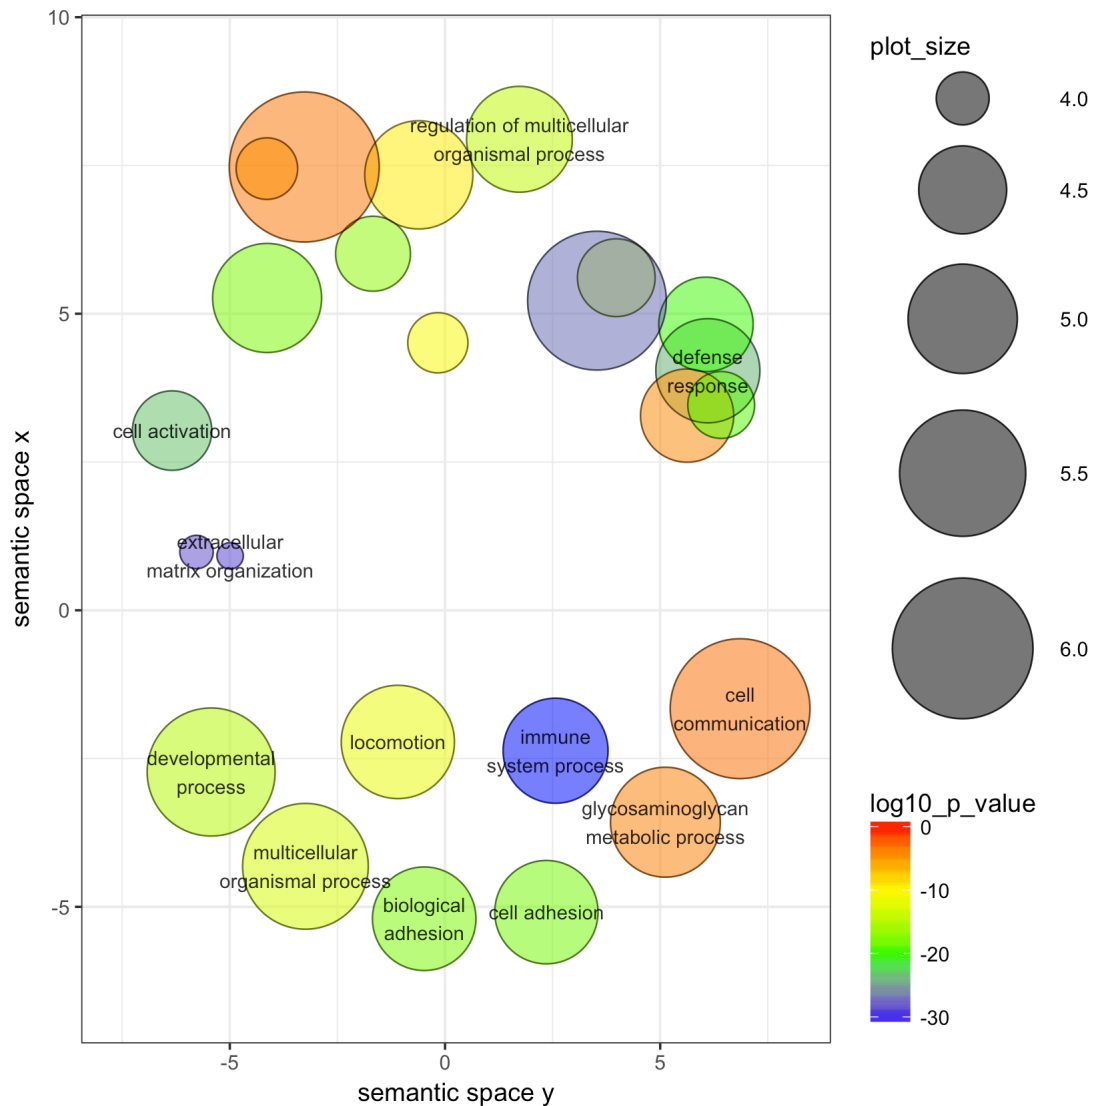 10
5
0
-5
semantic space x
regulation of multicellular
organismal process
defense
response
cell activation
extracellular
matrix organization
cell
communication
locomotion
immune
system process
developmental
process
glycosaminoglycan
metabolic process
multicellular
organismal process
biological
adhesion
cell adhesion
-5
0
5
semantic space y
plot_size
4.0
4.5
5.0
5.5
6.0
log10_p_value
0
-10
-20
-30